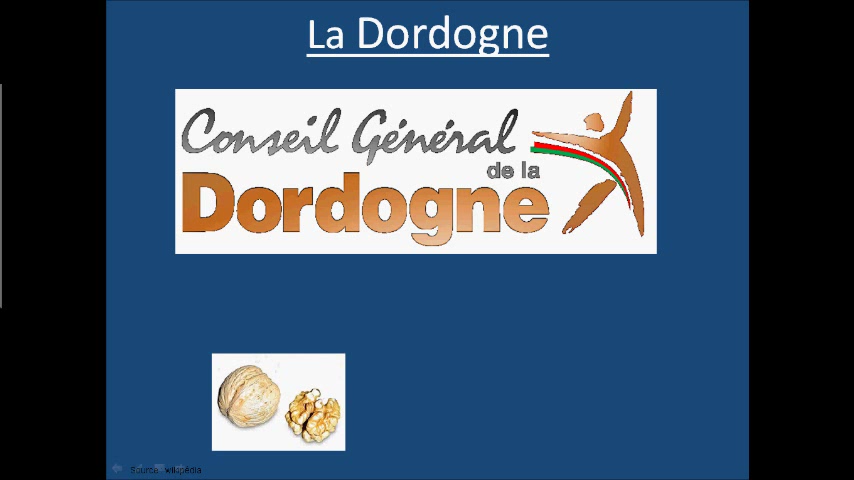 La Dordogne
Conseil Général
de la
Dordogne
Source: wikipédia